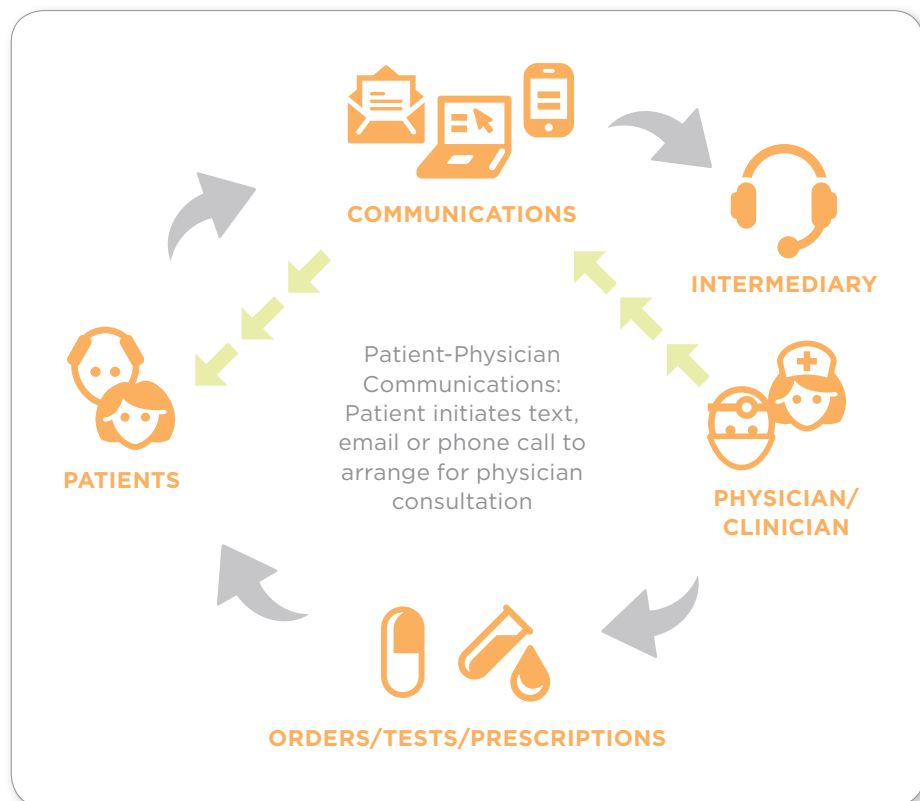 COMMUNICATIONS
INTERMEDIARY
Patient-Physician
Communications:
Patient initiates text,
email or phone call to
arrange for physician
consultation
PATIENTS
PHYSICIAN/
CLINICIAN
ORDERS/TESTS/PRESCRIPTIONS